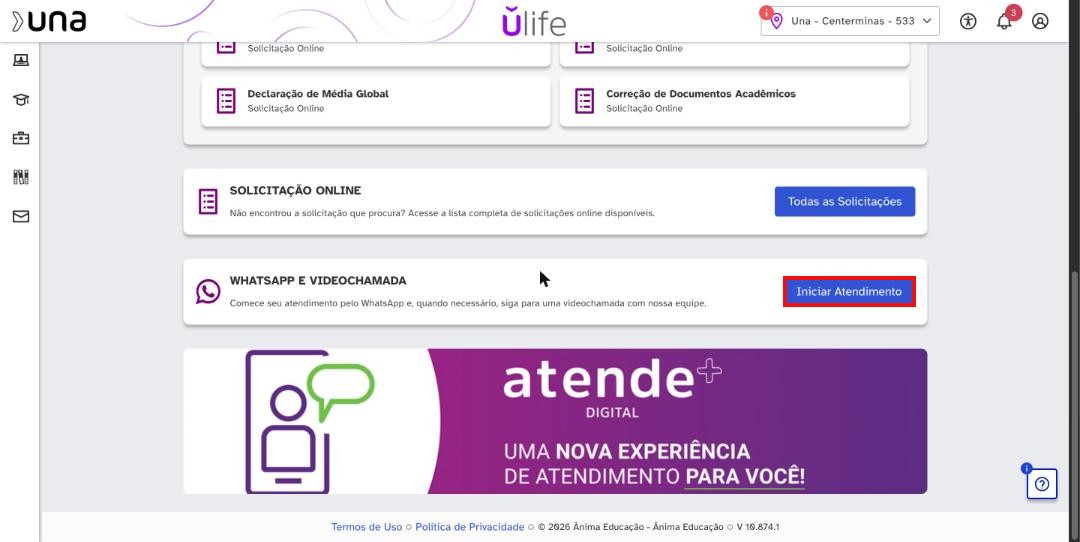 una
ulife
i
Una - Centerminas - 533
3
Solicitação Online
Solicitação Online
Declaração de Média Global
Solicitação Online
Correção de Documentos Acadêmicos
Solicitação Online
SOLICITAÇÃO ONLINE
Não encontrou a solicitação que procura? Acesse a lista completa de solicitações online disponíveis.
Todas as Solicitações
WHATSAPP E VIDEOCHAMADA
Comece seu atendimento pelo WhatsApp e, quando necessário, siga para uma videochamada com nossa equipe.
Iniciar Atendimento
atende+
DIGITAL
UMA NOVA EXPERIÊNCIA
DE ATENDIMENTO PARA VOCÊ!
i
?
Termos de Uso ○ Política de Privacidade ○ © 2026 Ânima Educação - Ânima Educação ○ V 10.874.1